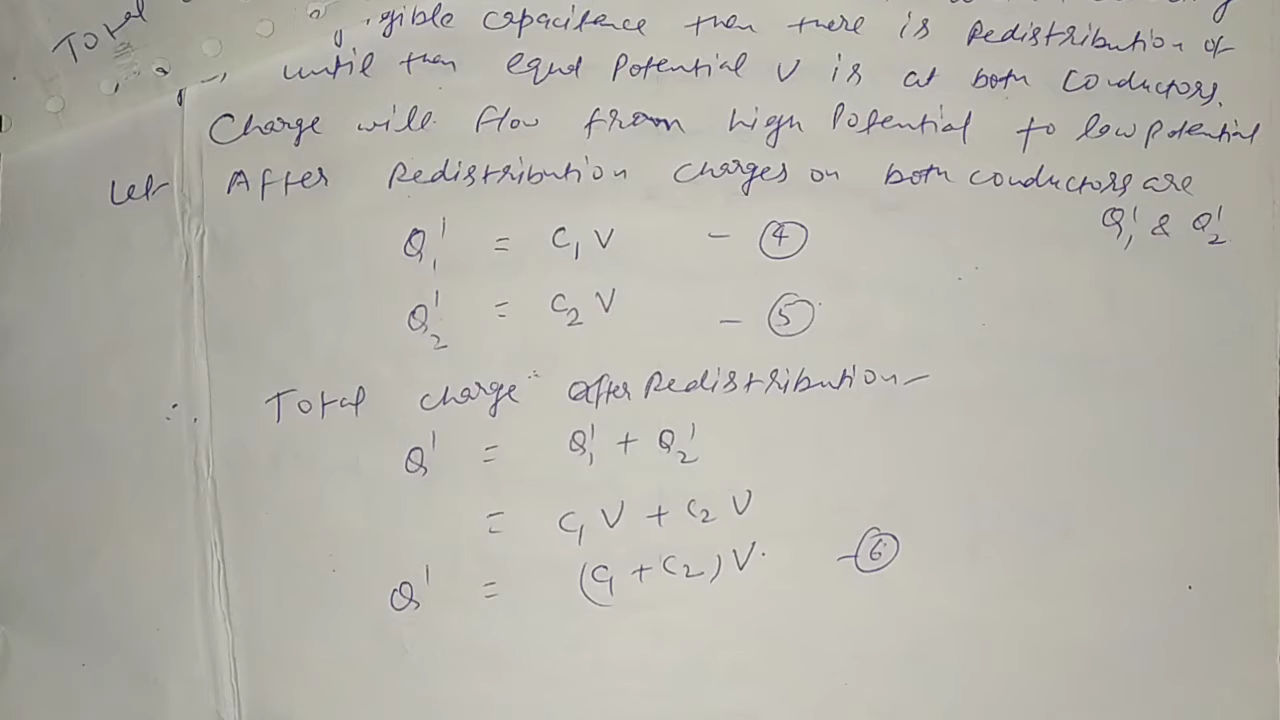 Total
gible capacitence then there is Redistribution of
until then equal Potential V is at both Conductors.
Charge will flow from high Potential to low potential
Let After Redistribution charges on both conductors are
Q₁' & Q₂'
Q₁' = C₁ V - ④
Q₂' = C₂ V - ⑤
∴ Total charge after Redistribution-
Q' = Q₁' + Q₂'
= C₁ V + C₂ V
Q' = (C₁ + C₂) V. - ⑥